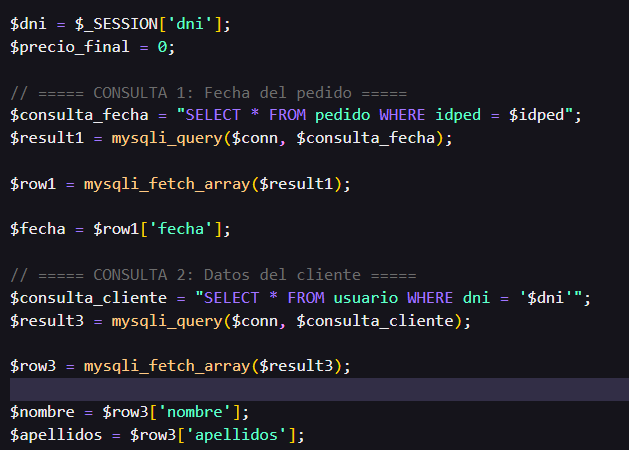 $dni = $_SESSION['dni'];
$precio_final = 0;
// ===== CONSULTA 1: Fecha del pedido =====
$consulta_fecha = "SELECT * FROM pedido WHERE idped = $idped";
$result1 = mysqli_query($conn, $consulta_fecha);
$row1 = mysqli_fetch_array($result1);
$fecha = $row1['fecha'];
// ===== CONSULTA 2: Datos del cliente =====
$consulta_cliente = "SELECT * FROM usuario WHERE dni = '$dni'";
$result3 = mysqli_query($conn, $consulta_cliente);
$row3 = mysqli_fetch_array($result3);
$nombre = $row3['nombre'];
$apellidos = $row3['apellidos'];